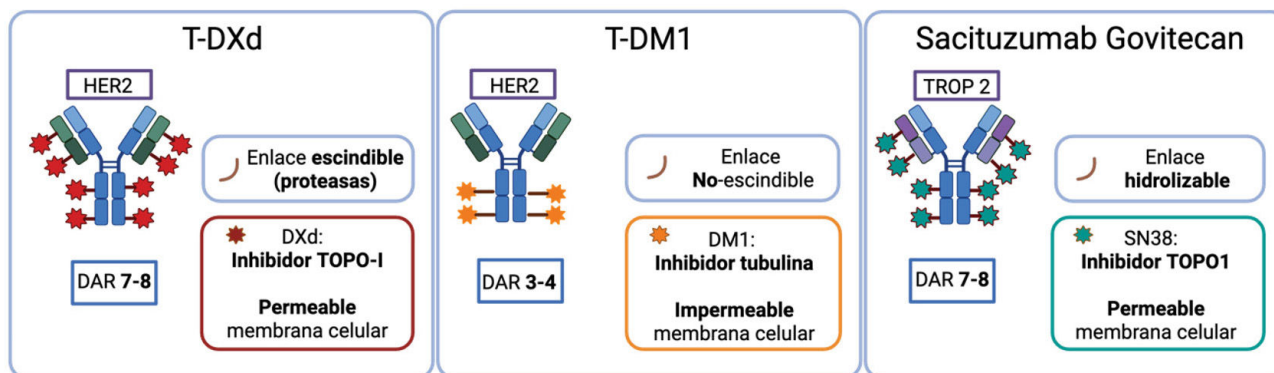 T-DXd
HER2
Enlace escindible
(proteasas)
DXd:
Inhibidor TOPO-I
Permeable
membrana celular
DAR 7-8
T-DM1
HER2
Enlace
No-escindible
DM1:
Inhibidor tubulina
Impermeable
membrana celular
DAR 3-4
Sacituzumab Govitecan
TROP 2
Enlace
hidrolizable
SN38:
Inhibidor TOPO1
Permeable
membrana celular
DAR 7-8